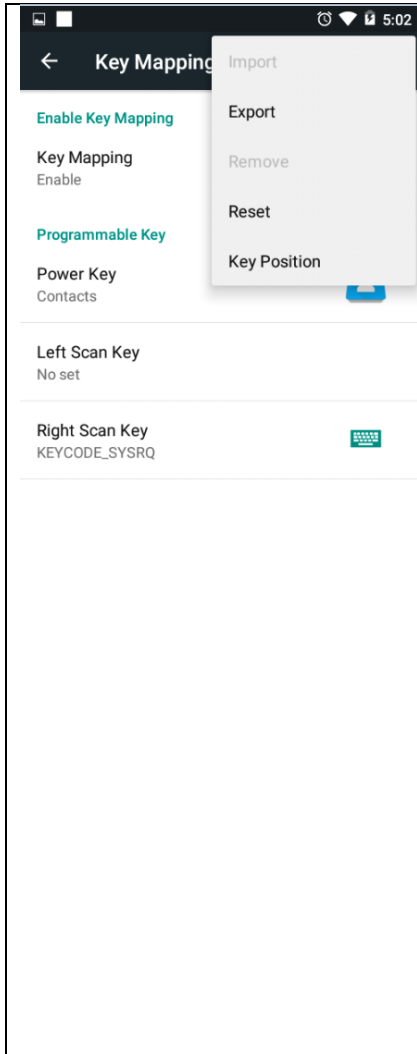 5:02
Key Mapping
Import
Export
Remove
Reset
Key Position
Enable Key Mapping
Key Mapping
Enable
Programmable Key
Power Key
Contacts
Left Scan Key
No set
Right Scan Key
KEYCODE_SYSRQ